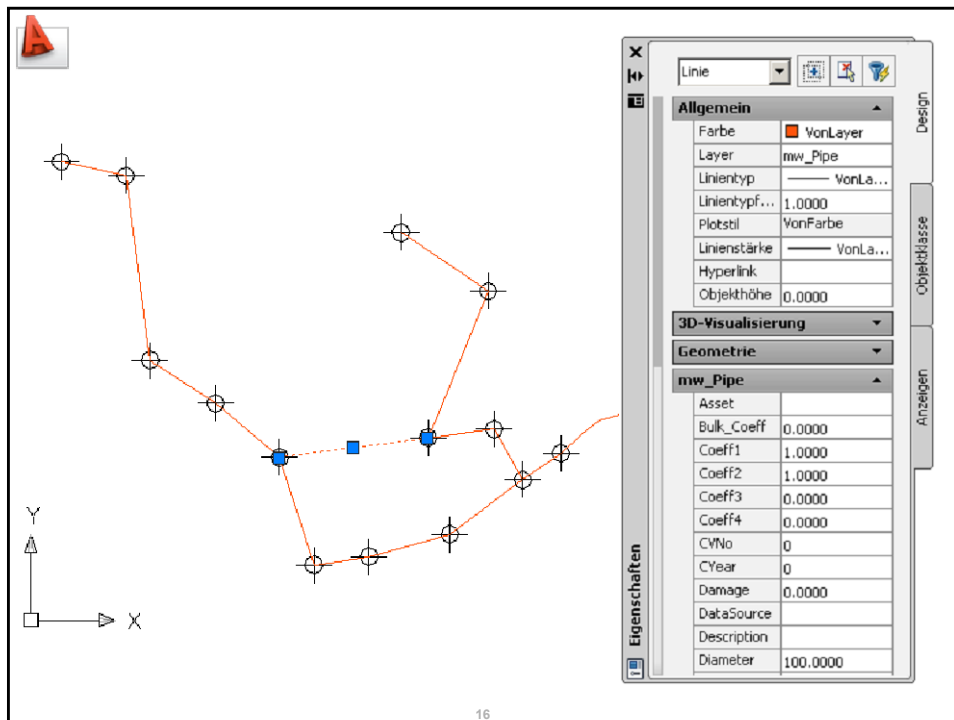 Linie
Allgemein
Farbe VonLayer
Layer mw_Pipe
Linientyp VonLa...
Linientypf... 1.0000
Plotstil VonFarbe
Linienstärke VonLa...
Hyperlink
Objekthöhe 0.0000
3D-Visualisierung
Geometrie
mw_Pipe
Asset
Bulk_Coeff 0.0000
Coeff1 1.0000
Coeff2 1.0000
Coeff3 0.0000
Coeff4 0.0000
CVNo 0
CYear 0
Damage 0.0000
DataSource
Description
Diameter 100.0000
Design
Objektklasse
Anzeigen
Eigenschaften
Y
X
16